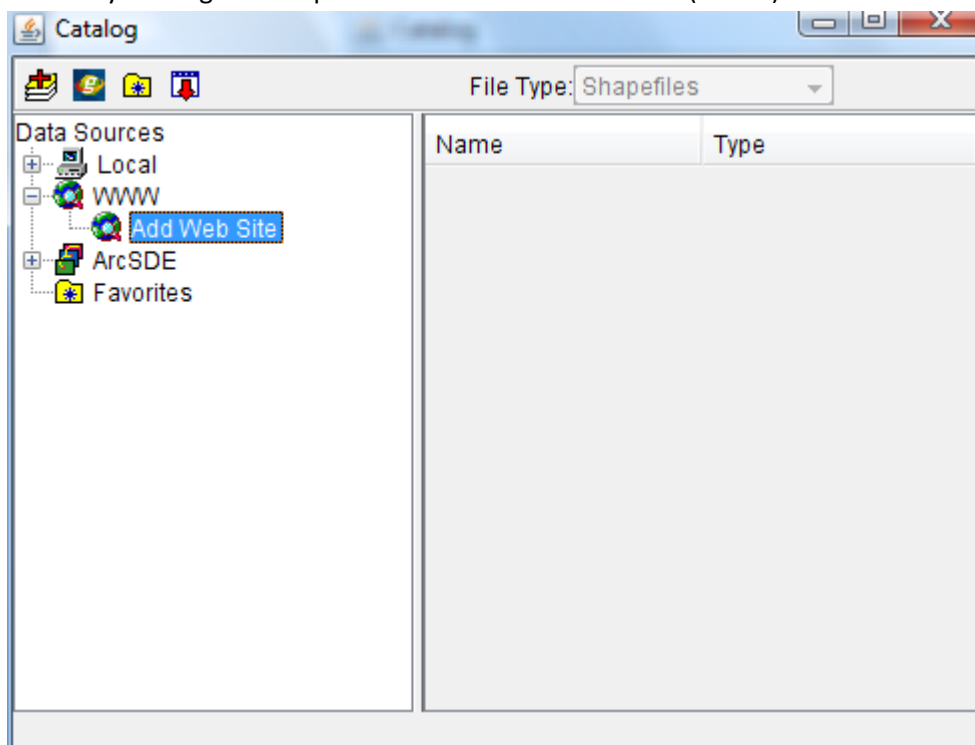 Catalog
File Type: Shapefiles
Data Sources
Name Type
Local
WWW
Add Web Site
ArcSDE
Favorites